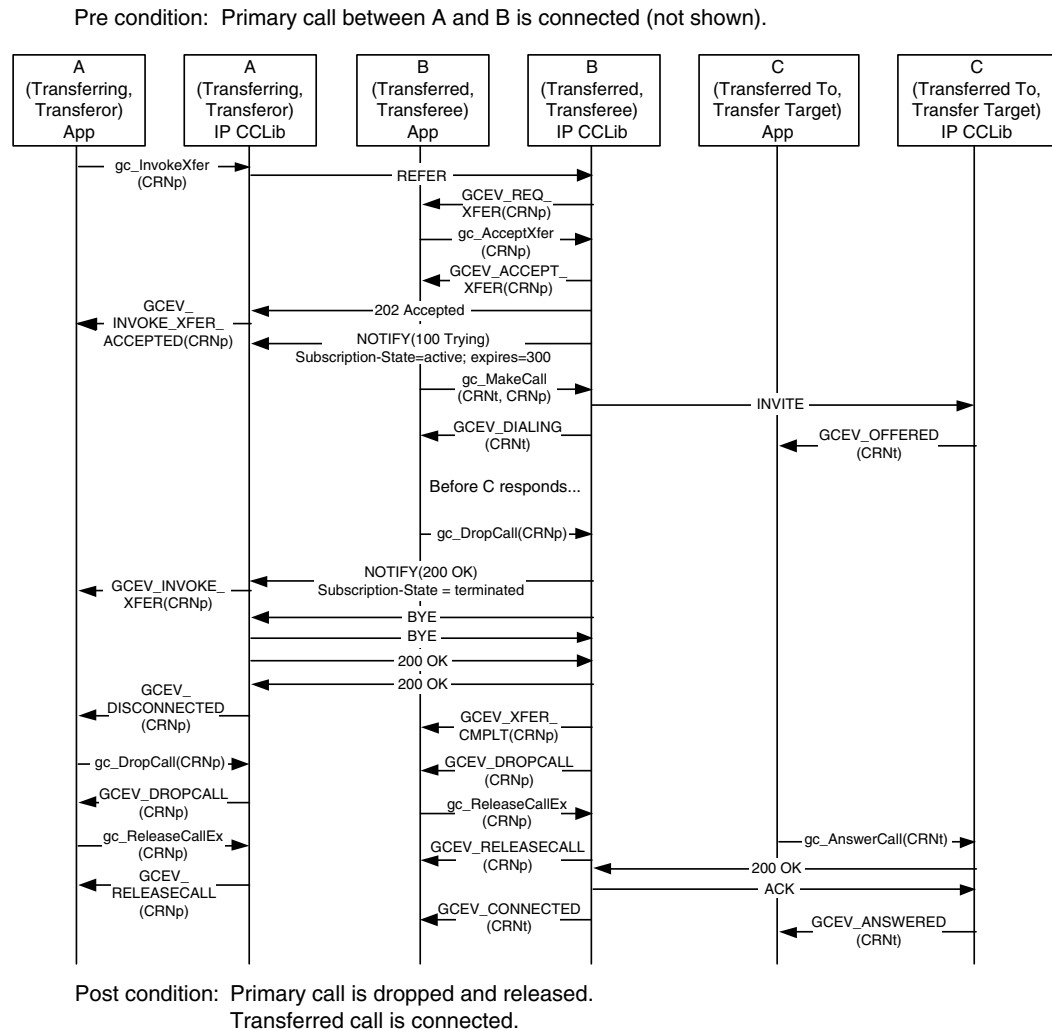 Pre condition: Primary call between A and B is connected (not shown).
A
(Transferring,
Transferor)
App
A
(Transferring,
Transferor)
IP CCLib
B
(Transferred,
Transferee)
App
B
(Transferred,
Transferee)
IP CCLib
C
(Transferred To,
Transfer Target)
App
C
(Transferred To,
Transfer Target)
IP CCLib
gc_InvokeXfer
(CRNp)
REFER
GCEV_REQ_
XFER(CRNp)
gc_AcceptXfer
(CRNp)
GCEV_ACCEPT_
XFER(CRNp)
202 Accepted
GCEV_
INVOKE_XFER_
ACCEPTED(CRNp)
NOTIFY(100 Trying)
Subscription-State=active; expires=300
gc_MakeCall
(CRNt, CRNp)
INVITE
GCEV_DIALING
(CRNt)
GCEV_OFFERED
(CRNt)
Before C responds...
gc_DropCall(CRNp)
NOTIFY(200 OK)
Subscription-State = terminated
GCEV_INVOKE_
XFER(CRNp)
BYE
BYE
200 OK
200 OK
GCEV_
DISCONNECTED
(CRNp)
GCEV_XFER_
CMPLT(CRNp)
gc_DropCall(CRNp)
GCEV_DROPCALL
(CRNp)
GCEV_DROPCALL
(CRNp)
gc_ReleaseCallEx
(CRNp)
gc_ReleaseCallEx
(CRNp)
gc_AnswerCall(CRNt)
GCEV_RELEASECALL
(CRNp)
200 OK
GCEV_
RELEASECALL
(CRNp)
ACK
GCEV_CONNECTED
(CRNt)
GCEV_ANSWERED
(CRNt)
Post condition: Primary call is dropped and released.
Transferred call is connected.